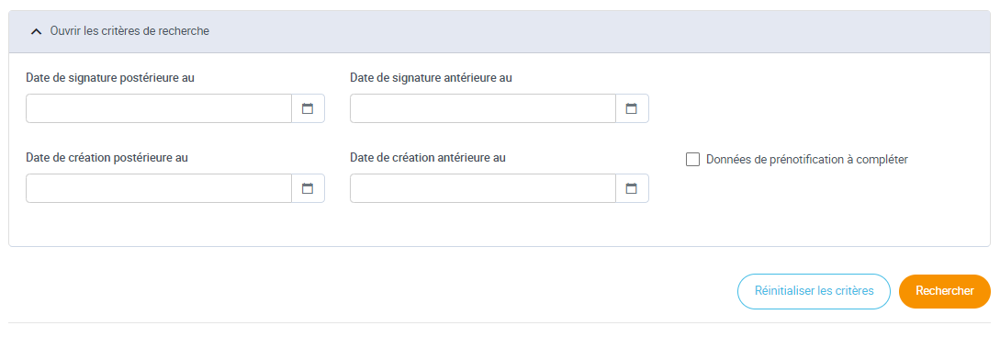 Ouvrir les critères de recherche
Date de signature postérieure au
Date de signature antérieure au
Date de création postérieure au
Date de création antérieure au
Données de prénotification à compléter
Réinitialiser les critères
Rechercher